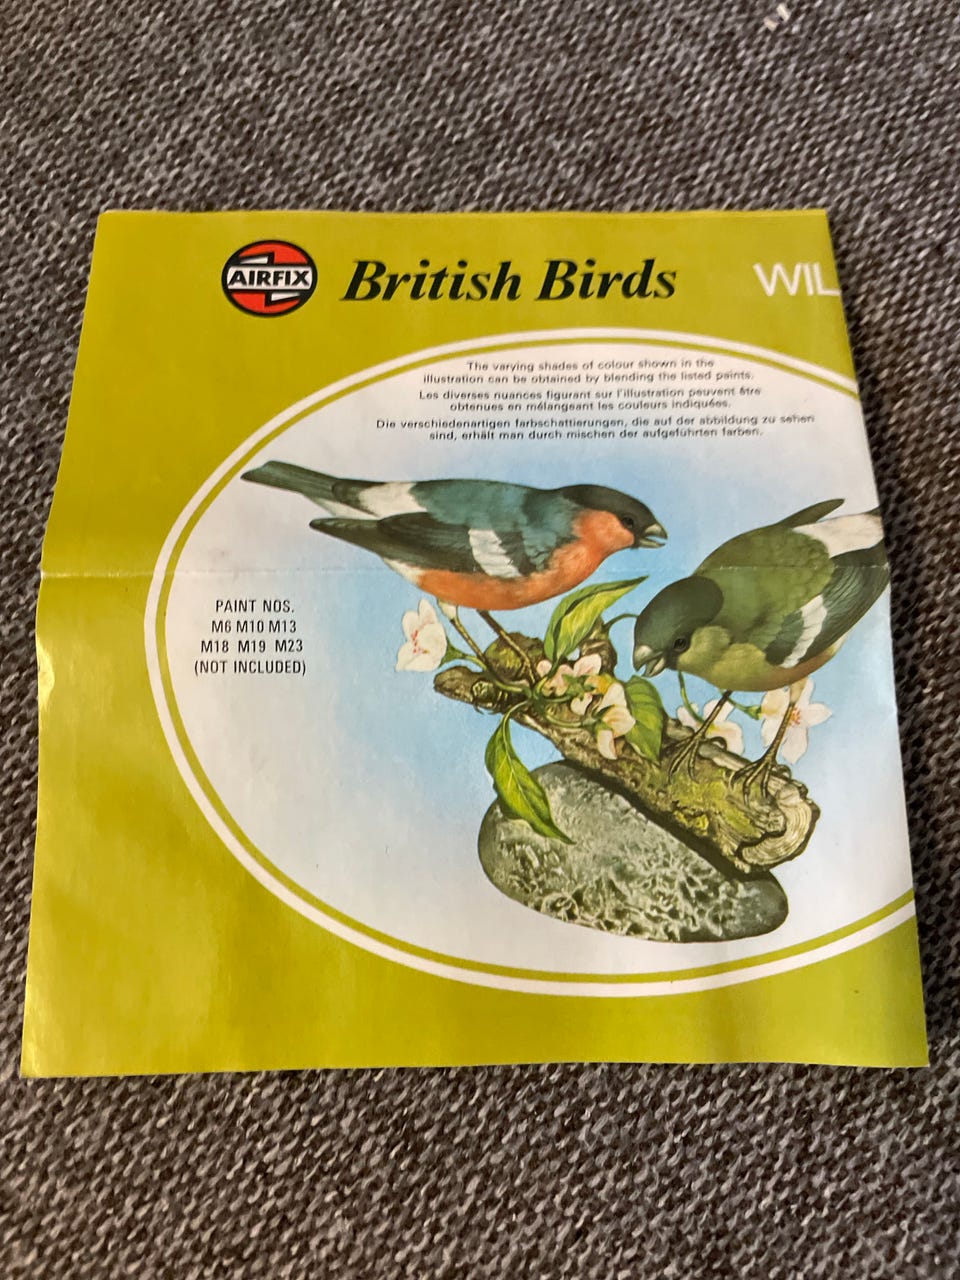 AIRFIX
British Birds
WIL
The varying shades of colour shown in the
illustration can be obtained by blending the listed paints.
Les diverses nuances figurant sur l'illustration peuvent être
obtenues en mélangeant les couleurs indiquées.
Die verschiedenartigen farbschattierungen, die auf der abbildung zu sehen
sind, erhält man durch mischen der aufgeführten farben.
PAINT NOS.
M6 M10 M13
M18 M19 M23
(NOT INCLUDED)